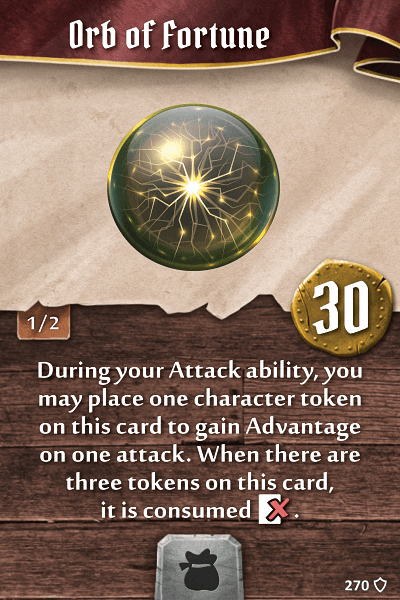 Orb of Fortune
30
1/2
During your Attack ability, you
may place one character token
on this card to gain Advantage
on one attack. When there are
three tokens on this card,
it is consumed .
270